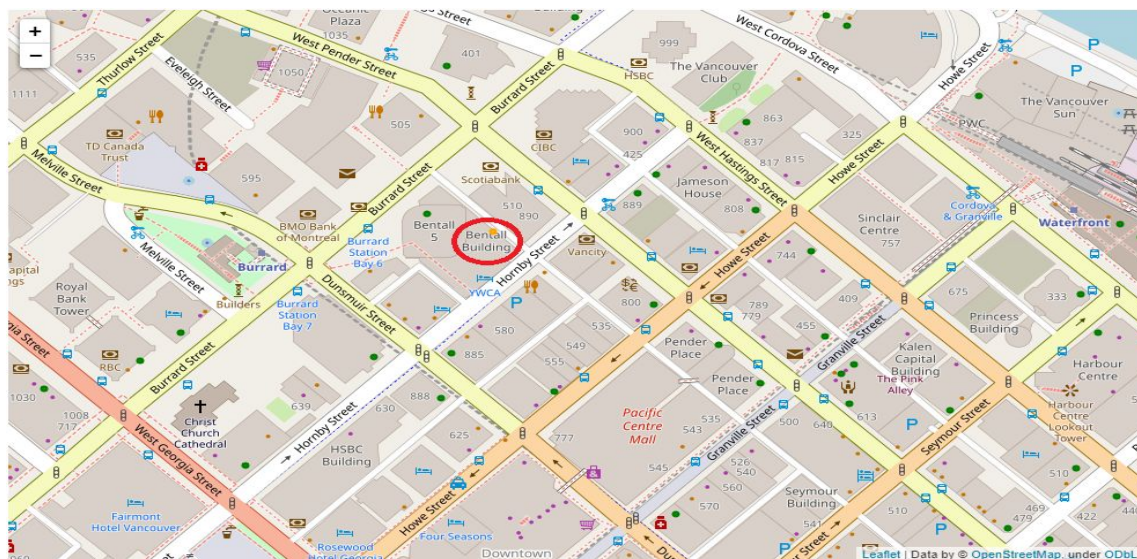 +
−
535
1111
Thurlow Street
Eveleigh Street
Oceanic
Plaza
1035
1050
West Pender Street
401
505
TD Canada
Trust
595
Melville Street
Burrard Street
HSBC
999
The Vancouver
Club
West Cordova Street
Howe Street
PWC
The Vancouver
Sun
CIBC
900
425
863
837
817
815
325
West Hastings Street
Howe Street
Scotiabank
510
890
889
Jameson
House
808
Sinclair
Centre
757
Cordova
& Granville
Waterfront
Burrard Street
BMO Bank
of Montreal
Burrard
Station
Bay 6
Bentall
5
Bentall
Building
Hornby Street
Vancity
Howe Street
744
Melville Street
Burrard
Builders
Burrard
Station
Bay 7
Dunsmuir Street
YWCA
P
580
535
800
789
779
409
675
333
Princess
Building
Royal
Bank
Tower
RBC
Burrard Street
885
549
555
Pender
Place
Pender
Place
455
Granville Street
Kalen
Capital
Building
The Pink
Alley
Harbour
Centre
Harbour
Centre
Lookout
Tower
1030
1008
717
Christ
Church
Cathedral
639
630
888
Hornby Street
HSBC
Building
625
777
Pacific
Centre
Mall
535
543
545
Granville Street
500
540
613
Seymour Street
West Georgia Street
526
540
560
570
Seymour
Building
541
510
479
469
422
440
Fairmont
Hotel Vancouver
Rosewood
Hotel Georgia
Howe Street
Four Seasons
Downtown
Leaflet | Data by © OpenStreetMap, under ODbL